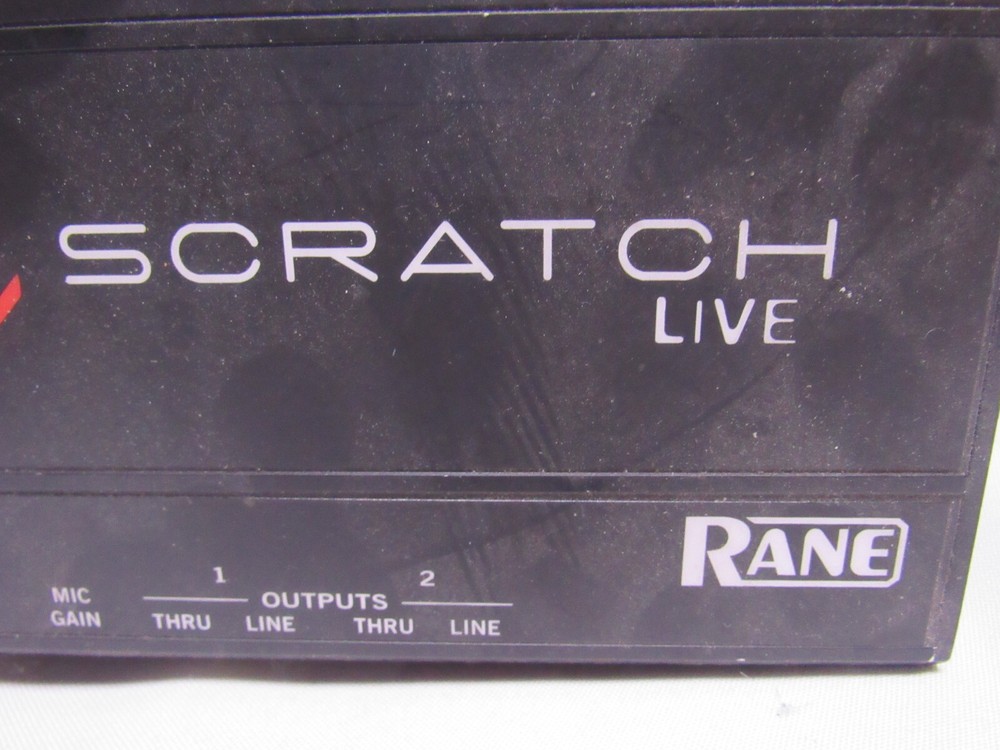 SCRATCH
LIVE
RANE
1 2
MIC OUTPUTS
GAIN THRU LINE THRU LINE